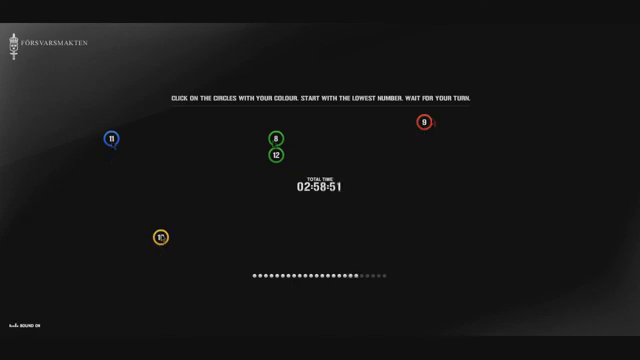 FÖRSVARSMAKTEN
CLICK ON THE CIRCLES WITH YOUR COLOUR. START WITH THE LOWEST NUMBER. WAIT FOR YOUR TURN.
9
11
8
12
TOTAL TIME
02:58:51
10
SOUND ON